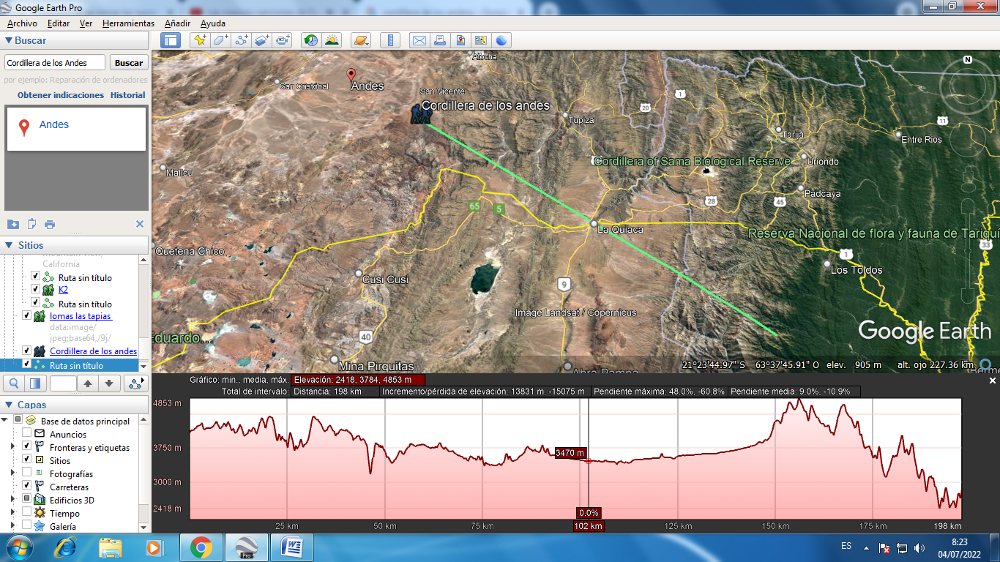 Google Earth Pro
Archivo Editar Ver Herramientas Añadir Ayuda
Buscar
Cordillera de los Andes
Buscar
por ejemplo: Reparación de ordenadores
Obtener indicaciones Historial
Andes
Sitios
Mountain View,
California
Ruta sin título
K2
Ruta sin título
lomas las tapias
data:image/
jpeg;base64,/9j/
Cordillera de los andes
Ruta sin título
Capas
Base de datos principal
Anuncios
Fronteras y etiquetas
Sitios
Fotografías
Carreteras
Edificios 3D
Tiempo
Galería
N
Atocha
San Cristóbal
Andes
San Vicente
Cordillera de los andes
Tupiza
1
20
11
Tarija
Entre Rios
Cordillera of Sama Biological Reserve
Uriondo
Mallcu
Padcaya
28
45
65
5
La Quiaca
Reserva Nacional de flora y fauna de Tariquí
33
Quetena Chico
1
Los Toldos
Cusi Cusi
9
Image Landsat / Copernicus
Google Earth
40
Eduardo...
Mina Pirquitas
Abra Pampa
21°23'44.97" S 63°37'45.91" O elev. 905 m alt. ojo 227.36 km
Berme
Gráfico: min., media, máx. Elevación: 2418, 3784, 4853 m
Total de intervalo: Distancia: 198 km Incremento/pérdida de elevación: 13831 m, -15075 m Pendiente máxima: 48.0%, -60.8% Pendiente media: 9.0%, -10.9%
4853 m
3750 m
3470 m
3000 m
2418 m
0.0%
25 km 50 km 75 km 102 km 125 km 150 km 175 km 198 km
Pro
ES
8:23
04/07/2022